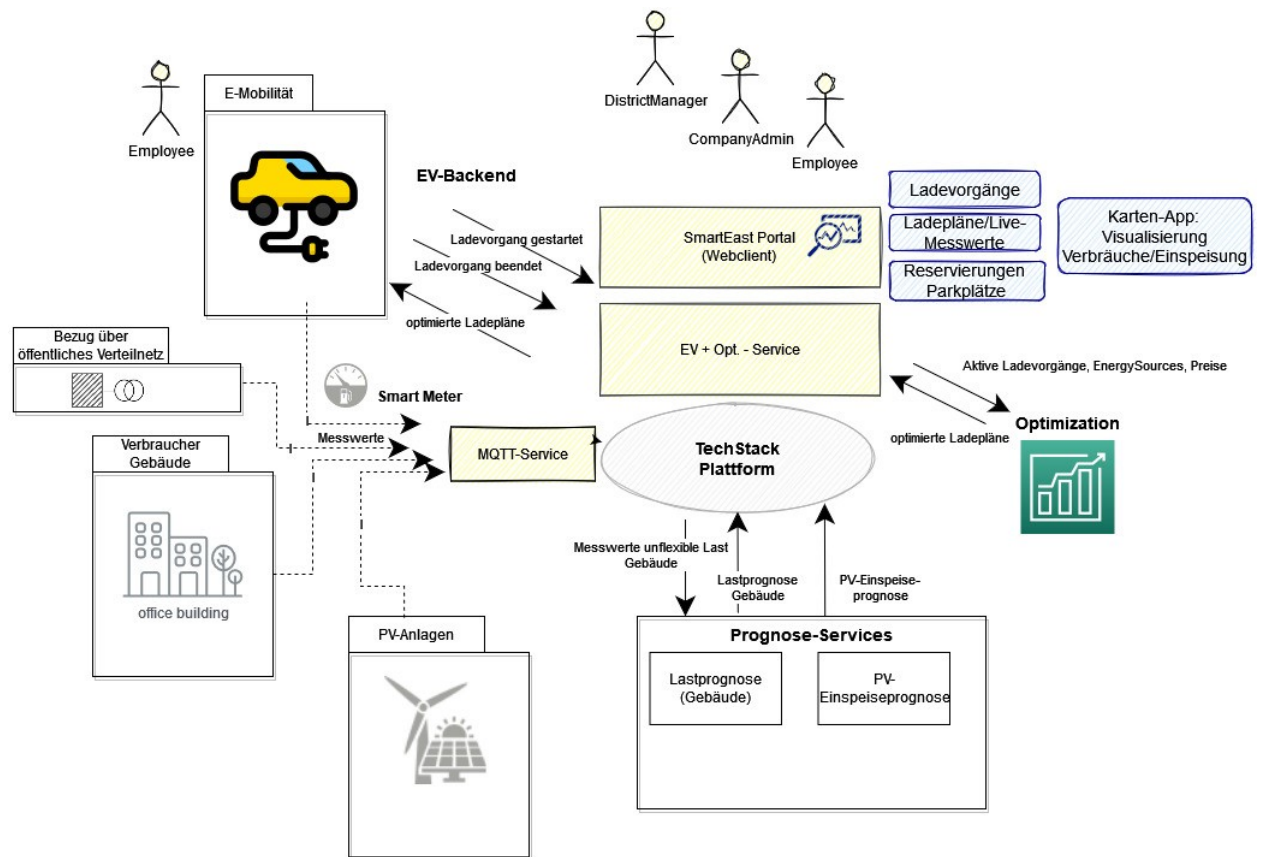 DistrictManager
CompanyAdmin
Employee
Employee
E-Mobilität
EV-Backend
Ladevorgang gestartet
Ladevorgang beendet
optimierte Ladepläne
SmartEast Portal
(Webclient)
Ladevorgänge
Ladepläne/Live-
Messwerte
Reservierungen
Parkplätze
Karten-App:
Visualisierung
Verbräuche/Einspeisung
EV + Opt. - Service
Aktive Ladevorgänge, EnergySources, Preise
optimierte Ladepläne
Optimization
Bezug über
öffentliches Verteilnetz
Smart Meter
Messwerte
MQTT-Service
TechStack
Plattform
Verbraucher
Gebäude
office building
PV-Anlagen
Messwerte unflexible Last
Gebäude
Lastprognose
Gebäude
PV-Einspeise-
prognose
Prognose-Services
Lastprognose
(Gebäude)
PV-
Einspeiseprognose